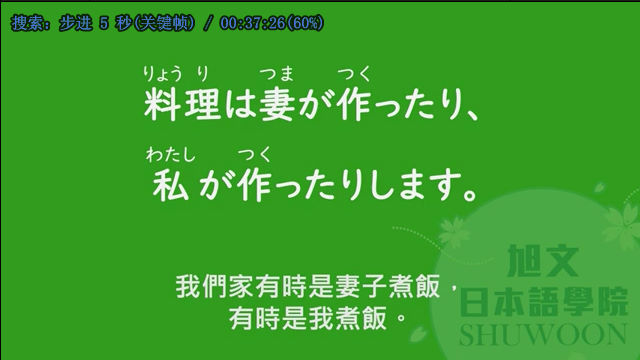 搜索: 步进 5 秒(关键帧) / 00:37:26(60%)
りょう り つま つく
料理は妻が作ったり、
わたし つく
私が作ったりします。
我們家有時是妻子煮飯，
有時是我煮飯。
旭文
日本語學院
SHUWOON